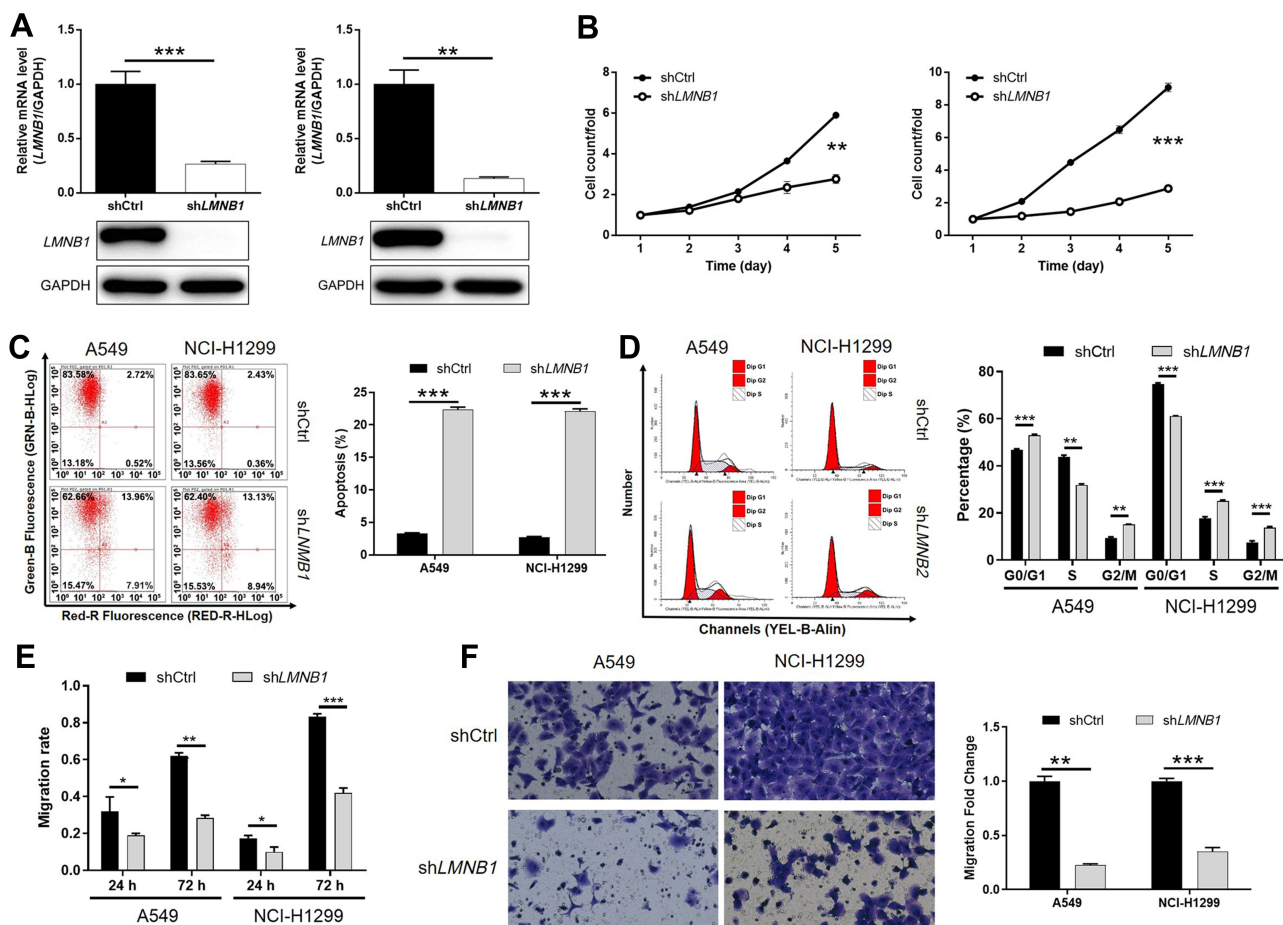 A
Relative mRNA level
(LMNB1/GAPDH)
1.5
1.0
0.5
0.0
***
shCtrl
shLMNB1
LMNB1
GAPDH
Relative mRNA level
(LMNB1/GAPDH)
1.5
1.0
0.5
0.0
**
shCtrl
shLMNB1
LMNB1
GAPDH
B
Cell count/fold
8
6
4
2
0
shCtrl
shLMNB1
**
1 2 3 4 5
Time (day)
Cell count/fold
10
8
6
4
2
0
shCtrl
shLMNB1
***
1 2 3 4 5
Time (day)
C
A549
NCI-H1299
Green-B Fluorescence (GRN-B-HLog)
83.58% 2.72%
13.18% 0.52%
83.65% 2.43%
13.56% 0.36%
shCtrl
62.66% 13.96%
15.47% 7.91%
62.40% 13.13%
15.53% 8.94%
shLNMB1
10⁰ 10¹ 10² 10³ 10⁴ 10⁵
Red-R Fluorescence (RED-R-HLog)
shCtrl
shLMNB1
Apoptosis (%)
25
20
15
10
5
0
***
***
A549
NCI-H1299
D
A549
NCI-H1299
Number
Dip G1
Dip G2
Dip S
Dip G1
Dip G2
Dip S
shCtrl
Dip G1
Dip G2
Dip S
Dip G1
Dip G2
Dip S
shLMNB2
Channels (YEL-B-Alin)
shCtrl
shLMNB1
Percentage (%)
80
60
40
20
0
***
**
**
***
***
***
G0/G1 S G2/M G0/G1 S G2/M
A549
NCI-H1299
E
shCtrl
shLMNB1
Migration rate
1.0
0.8
0.6
0.4
0.2
0.0
*
**
*
***
24 h 72 h 24 h 72 h
A549
NCI-H1299
F
A549
NCI-H1299
shCtrl
shLMNB1
shCtrl
shLMNB1
Migration Fold Change
1.5
1.0
0.5
0.0
**
***
A549
NCI-H1299